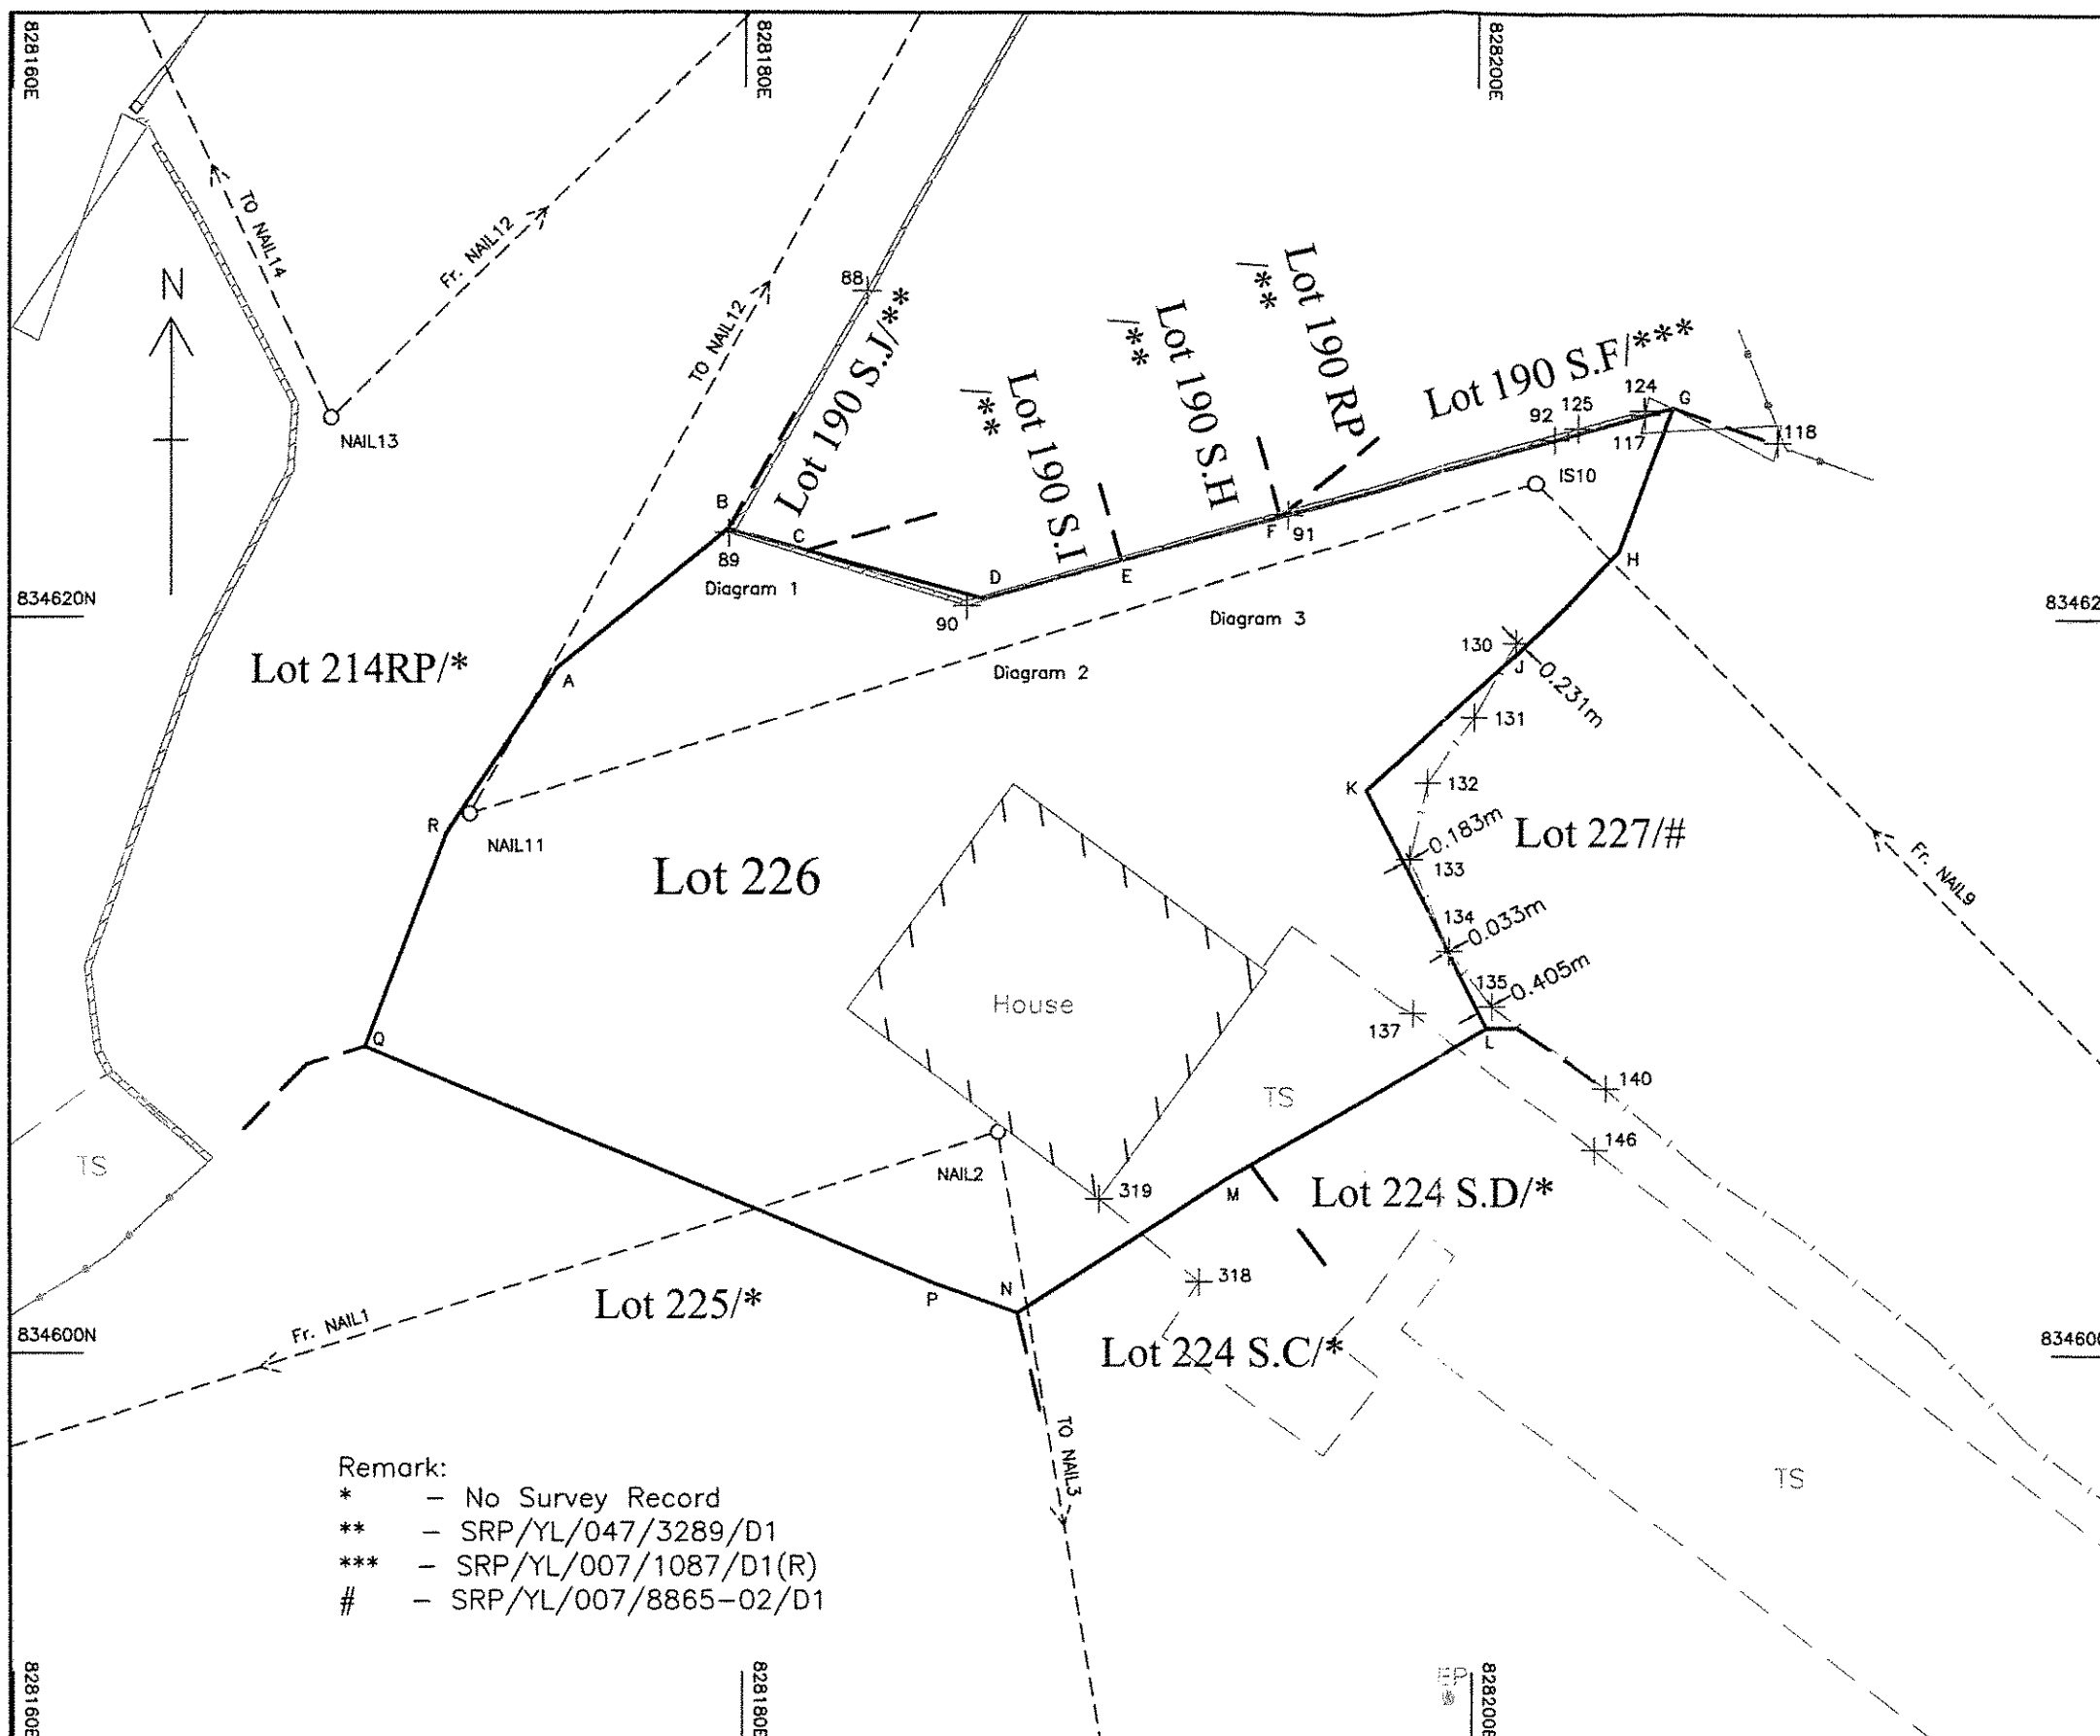 828160E
828180E
828200E
TO NAIL14
Fr. NAIL12
N
NAIL13
TO NAIL12
88
Lot 190 S.J/**
Lot 190 S.I
/**
Lot 190 S.H
/**
Lot 190 RP
/**
Lot 190 S.F/***
124
G
92
125
117
118
IS10
B
C
89
Diagram 1
D
90
E
F
91
H
834620N
83462
Diagram 3
Diagram 2
Lot 214RP/*
A
130
J
0.231m
131
K
132
R
NAIL11
Lot 226
0.183m
133
Lot 227/#
Fr. NAIL9
134
0.033m
135
0.405m
House
137
L
Q
TS
140
146
TS
NAIL2
319
M
Lot 224 S.D/*
318
Lot 225/*
P
N
Fr. NAIL1
834600N
83460
Lot 224 S.C/*
TO NAIL3
TS
Remark:
* – No Survey Record
** – SRP/YL/047/3289/D1
*** – SRP/YL/007/1087/D1(R)
# – SRP/YL/007/8865-02/D1
EP
828160E
828180E
828200E